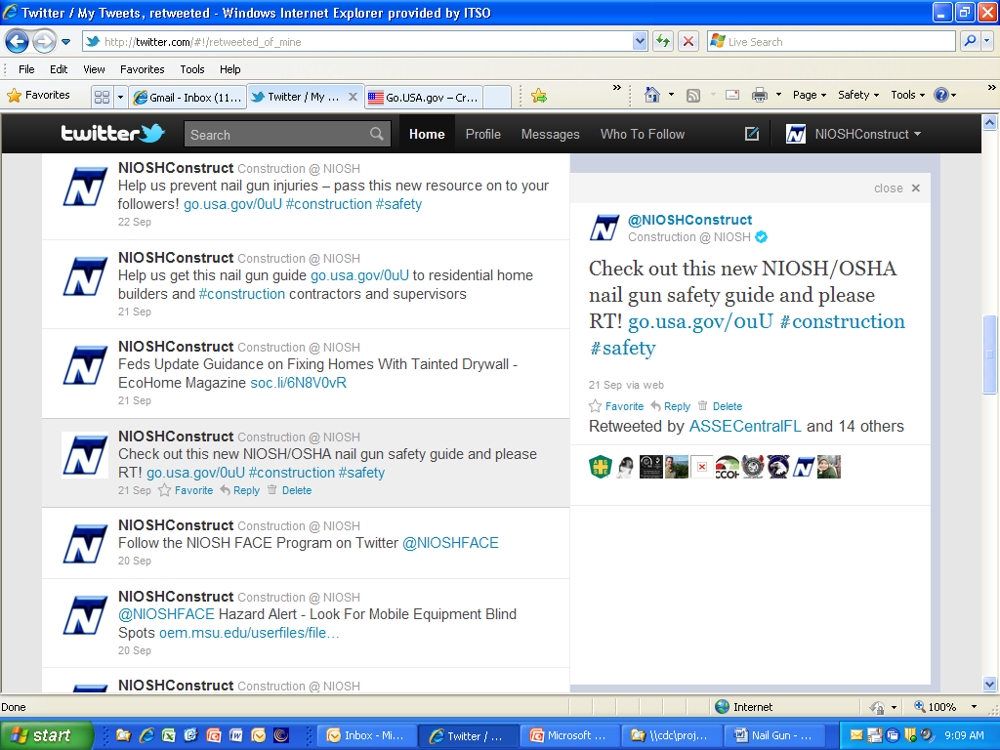 Twitter / My Tweets, retweeted - Windows Internet Explorer provided by ITSO
http://twitter.com/#!/retweeted_of_mine
Live Search
File Edit View Favorites Tools Help
Favorites
Gmail - Inbox (11...
Twitter / My ...
Go.USA.gov – Cr...
»
Page Safety Tools
»
twitter
Search
Home Profile Messages Who To Follow
NIOSHConstruct
NIOSHConstruct Construction @ NIOSH
Help us prevent nail gun injuries – pass this new resource on to your
followers! go.usa.gov/0uU #construction #safety
22 Sep
NIOSHConstruct Construction @ NIOSH
Help us get this nail gun guide go.usa.gov/0uU to residential home
builders and #construction contractors and supervisors
21 Sep
NIOSHConstruct Construction @ NIOSH
Feds Update Guidance on Fixing Homes With Tainted Drywall -
EcoHome Magazine soc.li/6N8V0vR
21 Sep
NIOSHConstruct Construction @ NIOSH
Check out this new NIOSH/OSHA nail gun safety guide and please
RT! go.usa.gov/0uU #construction #safety
21 Sep Favorite Reply Delete
NIOSHConstruct Construction @ NIOSH
Follow the NIOSH FACE Program on Twitter @NIOSHFACE
20 Sep
NIOSHConstruct Construction @ NIOSH
@NIOSHFACE Hazard Alert - Look For Mobile Equipment Blind
Spots oem.msu.edu/userfiles/file…
20 Sep
NIOSHConstruct Construction @ NIOSH
close ×
@NIOSHConstruct
Construction @ NIOSH
Check out this new NIOSH/OSHA
nail gun safety guide and please
RT! go.usa.gov/0uU #construction
#safety
21 Sep via web
Favorite Reply Delete
Retweeted by ASSECentralFL and 14 others
Done
Internet
100%
start
Inbox - Mi...
Twitter / ...
Microsoft ...
\\cdc\proj...
Nail Gun - ...
9:09 AM